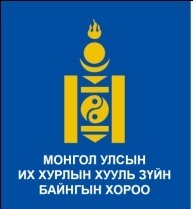 МОНГОЛ УЛСЫН
ИХ ХУРЛЫН ХУУЛЬ ЗҮЙН
БАЙНГЫН ХОРОО